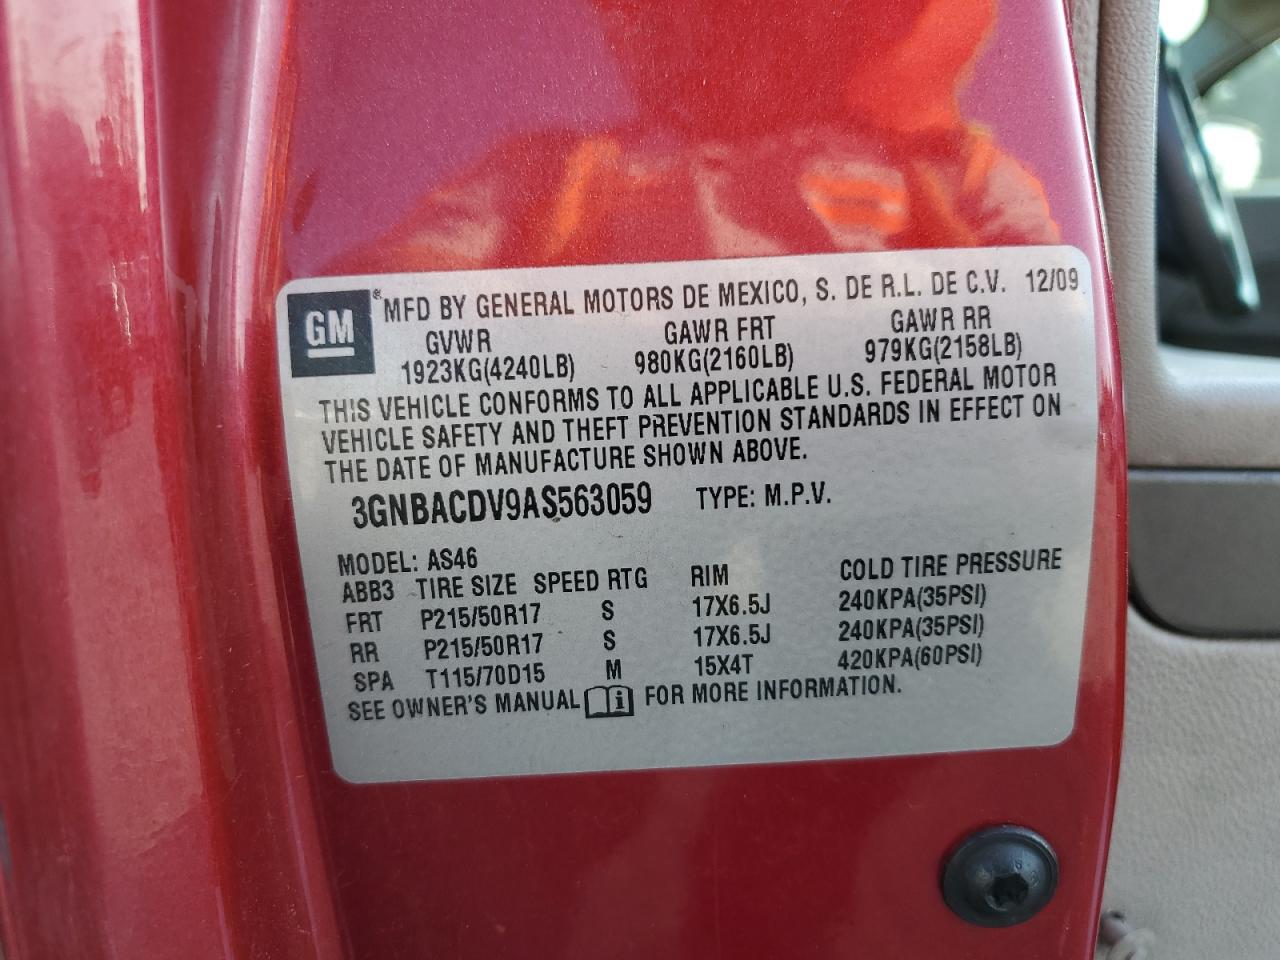 GM ® MFD BY GENERAL MOTORS DE MEXICO, S. DE R.L. DE C.V. 12/09
GVWR GAWR FRT GAWR RR
1923KG(4240LB) 980KG(2160LB) 979KG(2158LB)
THIS VEHICLE CONFORMS TO ALL APPLICABLE U.S. FEDERAL MOTOR
VEHICLE SAFETY AND THEFT PREVENTION STANDARDS IN EFFECT ON
THE DATE OF MANUFACTURE SHOWN ABOVE.
3GNBACDV9AS563059 TYPE: M.P.V.
MODEL: AS46
ABB3 TIRE SIZE SPEED RTG RIM COLD TIRE PRESSURE
FRT P215/50R17 S 17X6.5J 240KPA(35PSI)
RR P215/50R17 S 17X6.5J 240KPA(35PSI)
SPA T115/70D15 M 15X4T 420KPA(60PSI)
SEE OWNER'S MANUAL i FOR MORE INFORMATION.